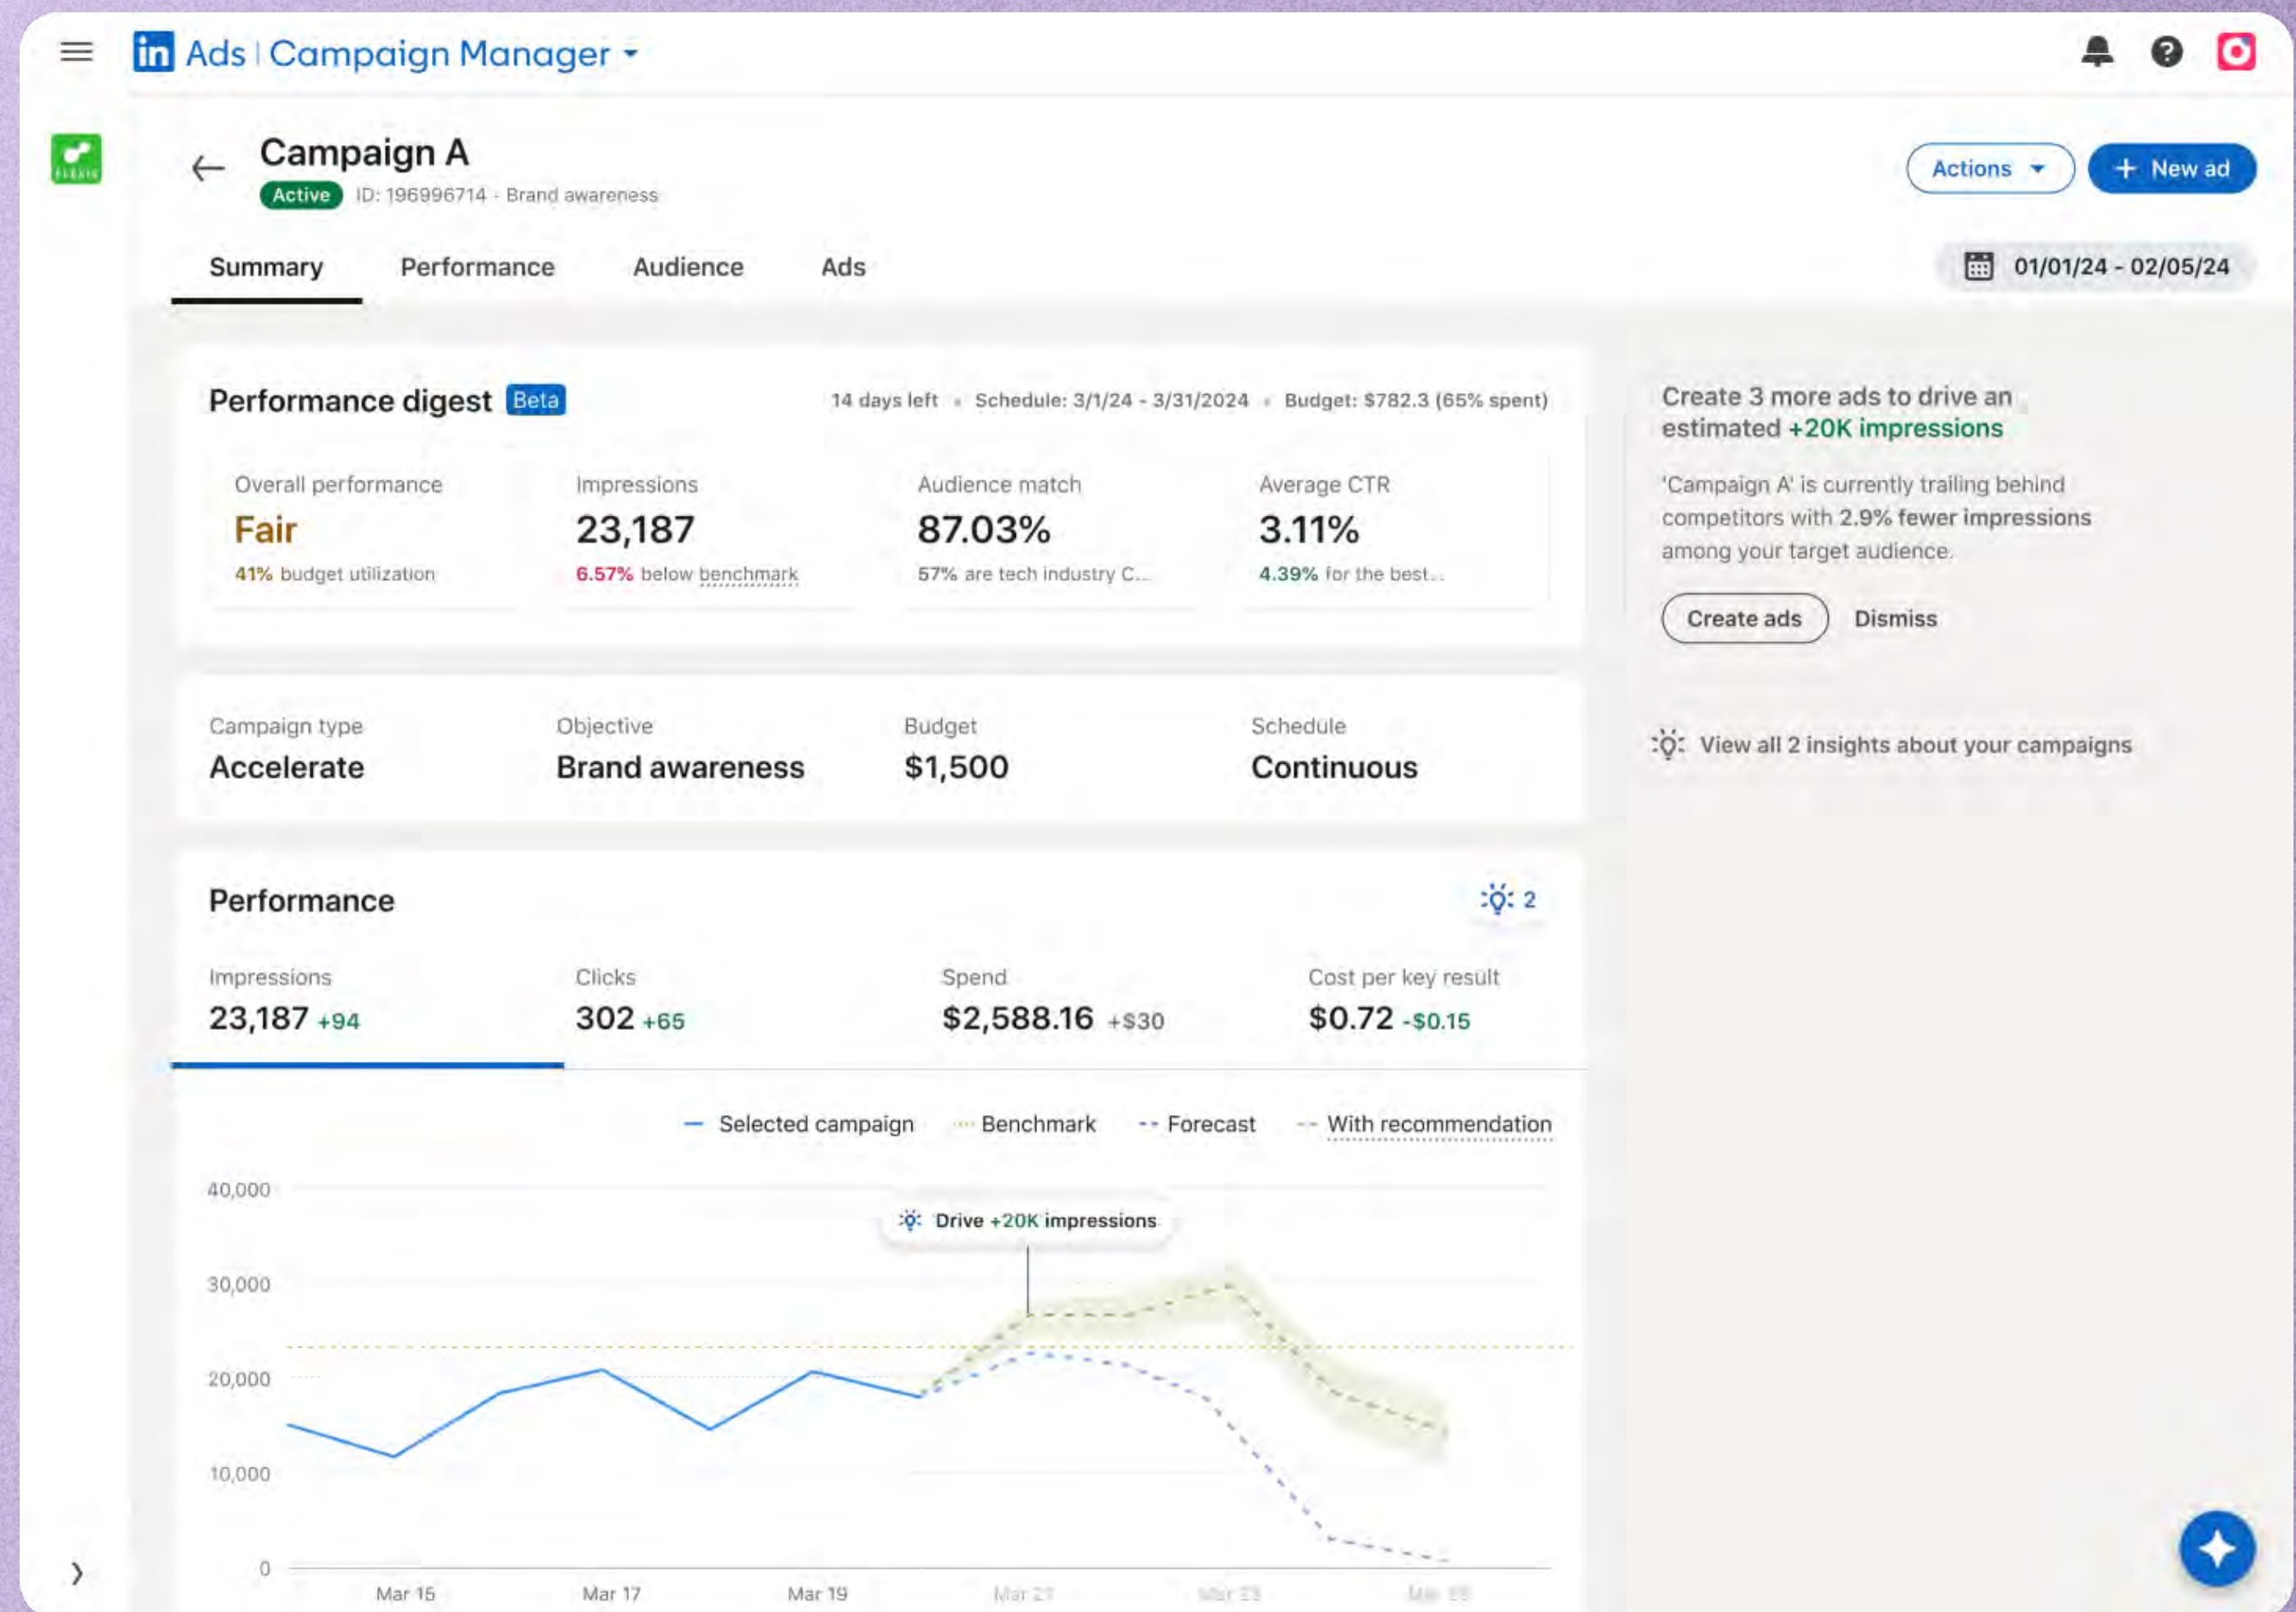 in Ads | Campaign Manager
Campaign A
Active ID: 196996714 - Brand awareness
Actions
+ New ad
Summary Performance Audience Ads
01/01/24 - 02/05/24
Performance digest Beta
14 days left • Schedule: 3/1/24 - 3/31/2024 • Budget: $782.3 (65% spent)
Overall performance Impressions Audience match Average CTR
Fair 23,187 87.03% 3.11%
41% budget utilization 6.57% below benchmark 57% are tech industry C... 4.39% for the best...
Create 3 more ads to drive an
estimated +20K impressions
'Campaign A' is currently trailing behind
competitors with 2.9% fewer impressions
among your target audience.
Create ads Dismiss
View all 2 insights about your campaigns
Campaign type Objective Budget Schedule
Accelerate Brand awareness $1,500 Continuous
Performance
2
Impressions Clicks Spend Cost per key result
23,187 +94 302 +65 $2,588.16 +$30 $0.72 -$0.15
Selected campaign Benchmark Forecast With recommendation
40,000
Drive +20K impressions
30,000
20,000
10,000
0
Mar 15 Mar 17 Mar 19 Mar 21 Mar 23